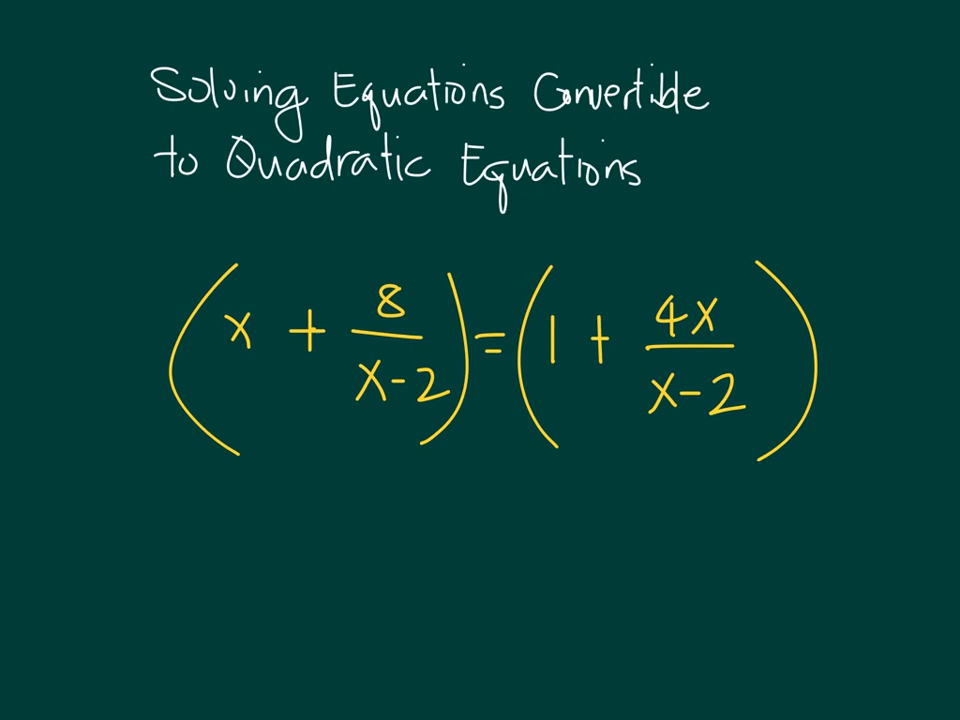 Solving Equations Convertible
to Quadratic Equations
(x + 8/(x-2)) = (1 + 4x/(x-2))